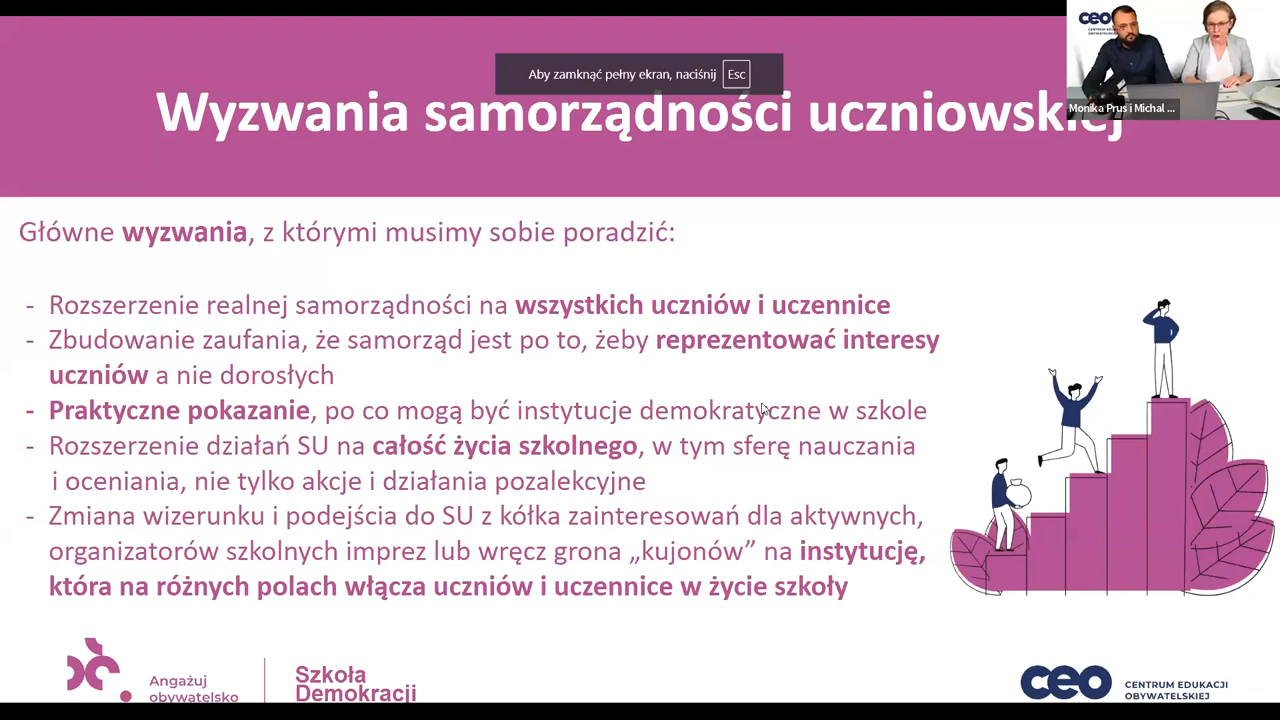 ceo
CENTRUM EDUKACJI
OBYWATELSKIEJ
Aby zamknąć pełny ekran, naciśnij Esc
Monika Prus i Michal ...
Wyzwania samorządności uczniowskiej
Główne wyzwania, z którymi musimy sobie poradzić:
- Rozszerzenie realnej samorządności na wszystkich uczniów i uczennice
- Zbudowanie zaufania, że samorząd jest po to, żeby reprezentować interesy
uczniów a nie dorosłych
- Praktyczne pokazanie, po co mogą być instytucje demokratyczne w szkole
- Rozszerzenie działań SU na całość życia szkolnego, w tym sferę nauczania
i oceniania, nie tylko akcje i działania pozalekcyjne
- Zmiana wizerunku i podejścia do SU z kółka zainteresowań dla aktywnych,
organizatorów szkolnych imprez lub wręcz grona „kujonów” na instytucję,
która na różnych polach włącza uczniów i uczennice w życie szkoły
Angażuj
obywatelsko
Szkoła
Demokracji
ceo
CENTRUM EDUKACJI
OBYWATELSKIEJ